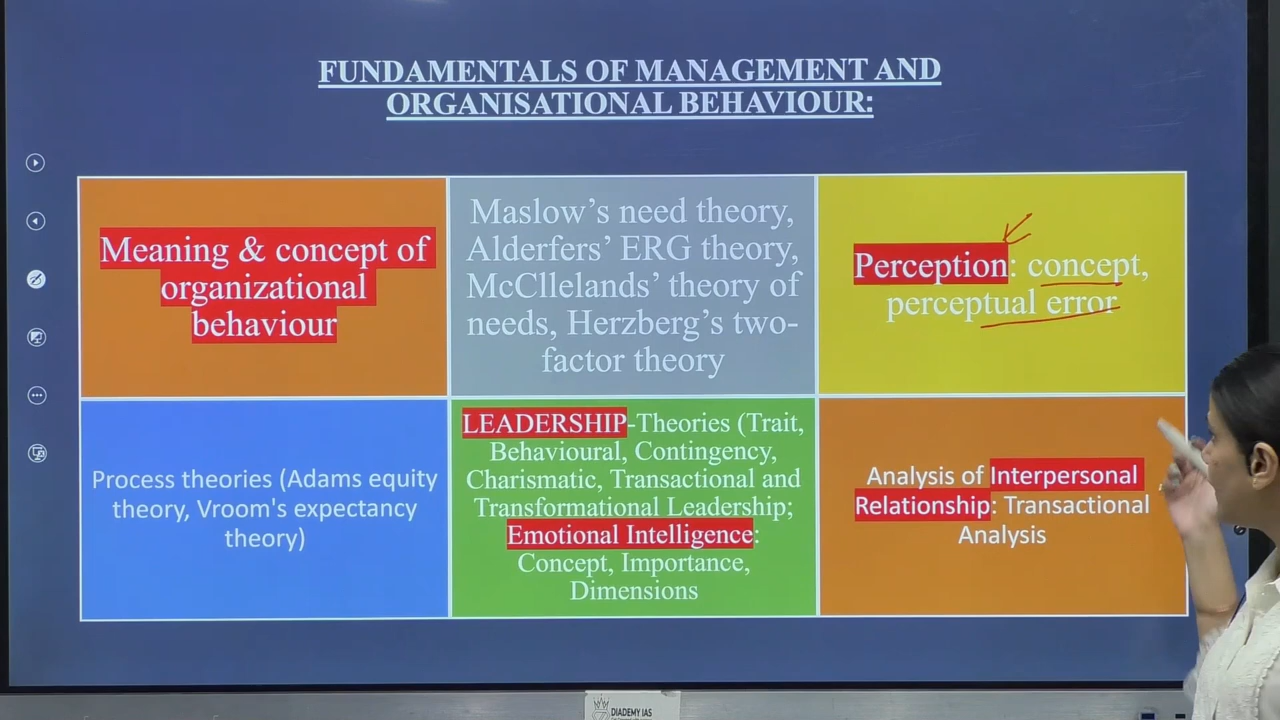 FUNDAMENTALS OF MANAGEMENT AND
ORGANISATIONAL BEHAVIOUR:
Meaning & concept of
organizational
behaviour
Maslow’s need theory,
Alderfers’ ERG theory,
McCllelands’ theory of
needs, Herzberg’s two-
factor theory
Perception: concept,
perceptual error
Process theories (Adams equity
theory, Vroom's expectancy
theory)
LEADERSHIP-Theories (Trait,
Behavioural, Contingency,
Charismatic, Transactional and
Transformational Leadership;
Emotional Intelligence:
Concept, Importance,
Dimensions
Analysis of Interpersonal
Relationship: Transactional
Analysis
DIADEMY IAS